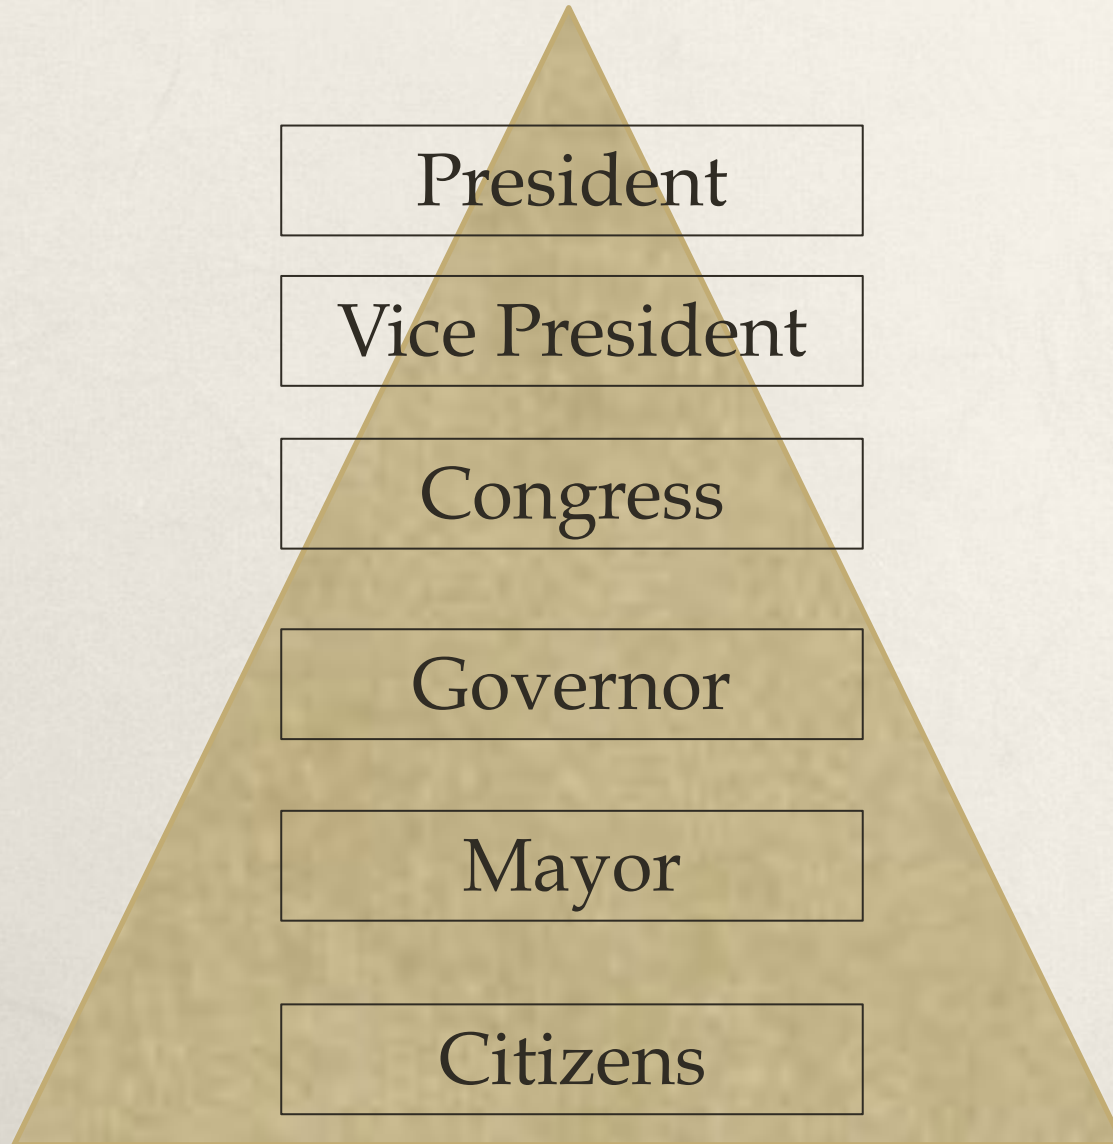 President
Vice President
Congress
Governor
Mayor
Citizens